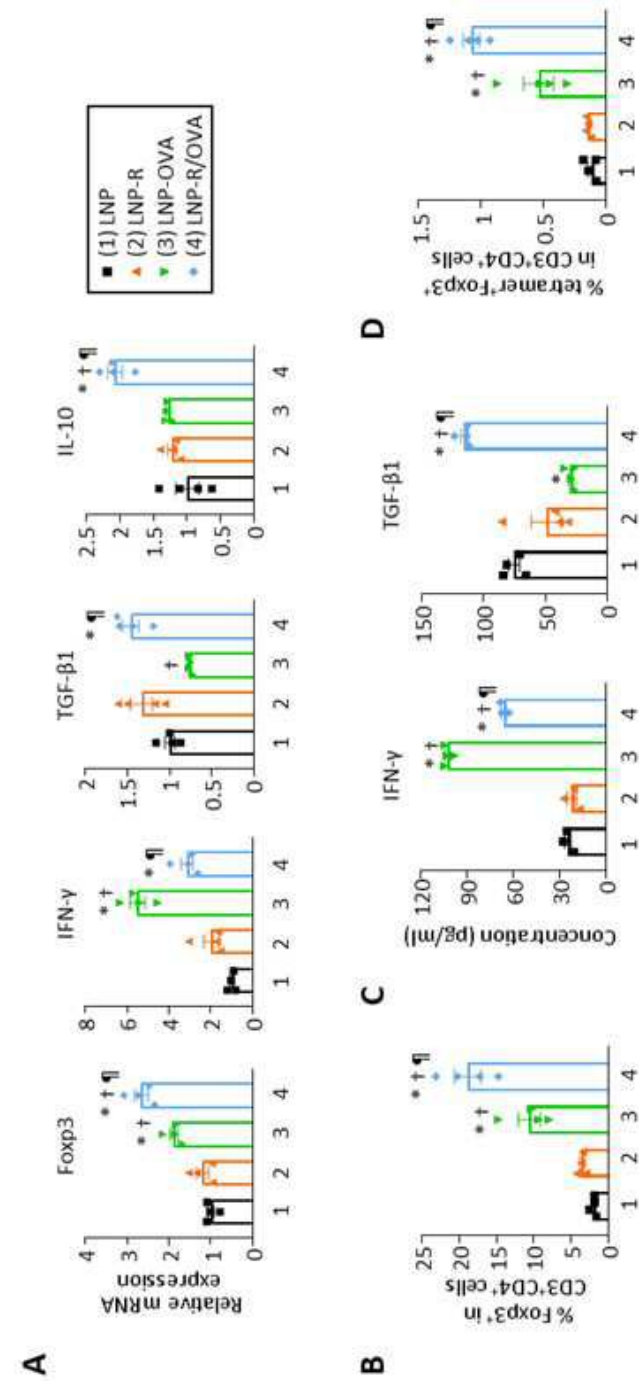 A
Relative mRNA
expression
Foxp3
4
3
2
1
0
1 2 3 4
* †
* † ¶
IFN-γ
8
6
4
2
0
1 2 3 4
* †
* ¶
TGF-β1
2
1.5
1
0.5
0
1 2 3 4
†
* ¶
IL-10
2.5
2
1.5
1
0.5
0
1 2 3 4
* † ¶
(1) LNP
(2) LNP-R
(3) LNP-OVA
(4) LNP-R/OVA
B
% Foxp3⁺ in
CD3⁺CD4⁺ cells
25
20
15
10
5
0
1 2 3 4
* †
* † ¶
C
Concentration (pg/ml)
IFN-γ
120
90
60
30
0
1 2 3 4
* †
* † ¶
TGF-β1
150
100
50
0
1 2 3 4
*
* † ¶
D
% tetramer⁺Foxp3⁺
in CD3⁺CD4⁺ cells
1.5
1
0.5
0
1 2 3 4
* †
* † ¶